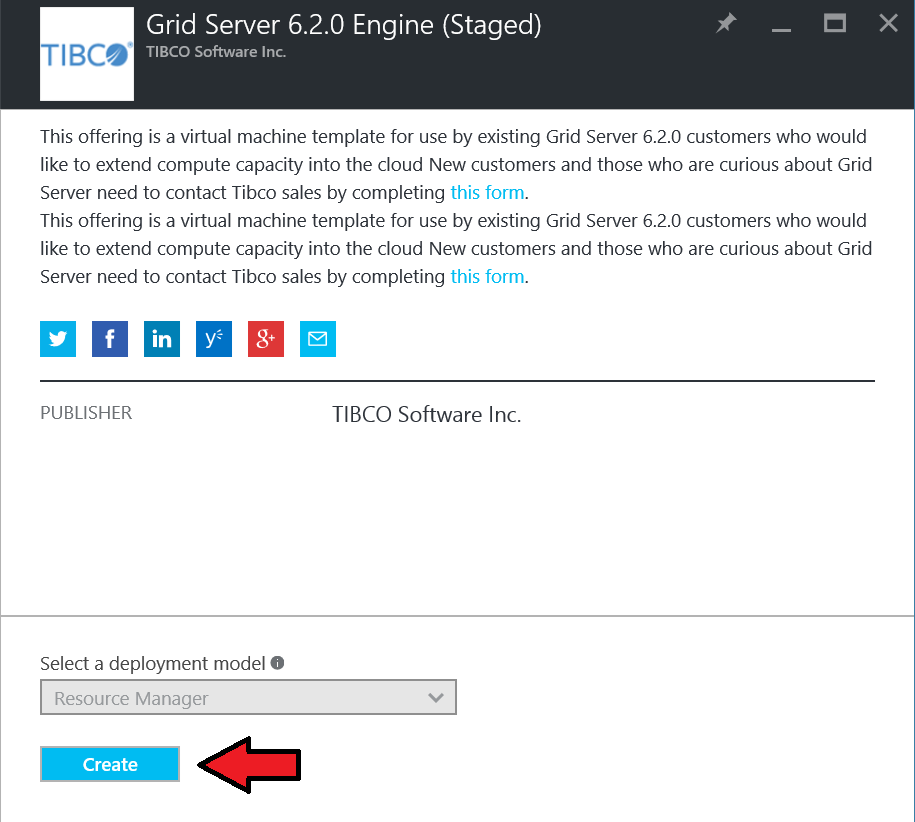 TIBCO®
Grid Server 6.2.0 Engine (Staged)
TIBCO Software Inc.
This offering is a virtual machine template for use by existing Grid Server 6.2.0 customers who would
like to extend compute capacity into the cloud New customers and those who are curious about Grid
Server need to contact Tibco sales by completing this form.
This offering is a virtual machine template for use by existing Grid Server 6.2.0 customers who would
like to extend compute capacity into the cloud New customers and those who are curious about Grid
Server need to contact Tibco sales by completing this form.
f in y g+
PUBLISHER TIBCO Software Inc.
Select a deployment model i
Resource Manager
Create